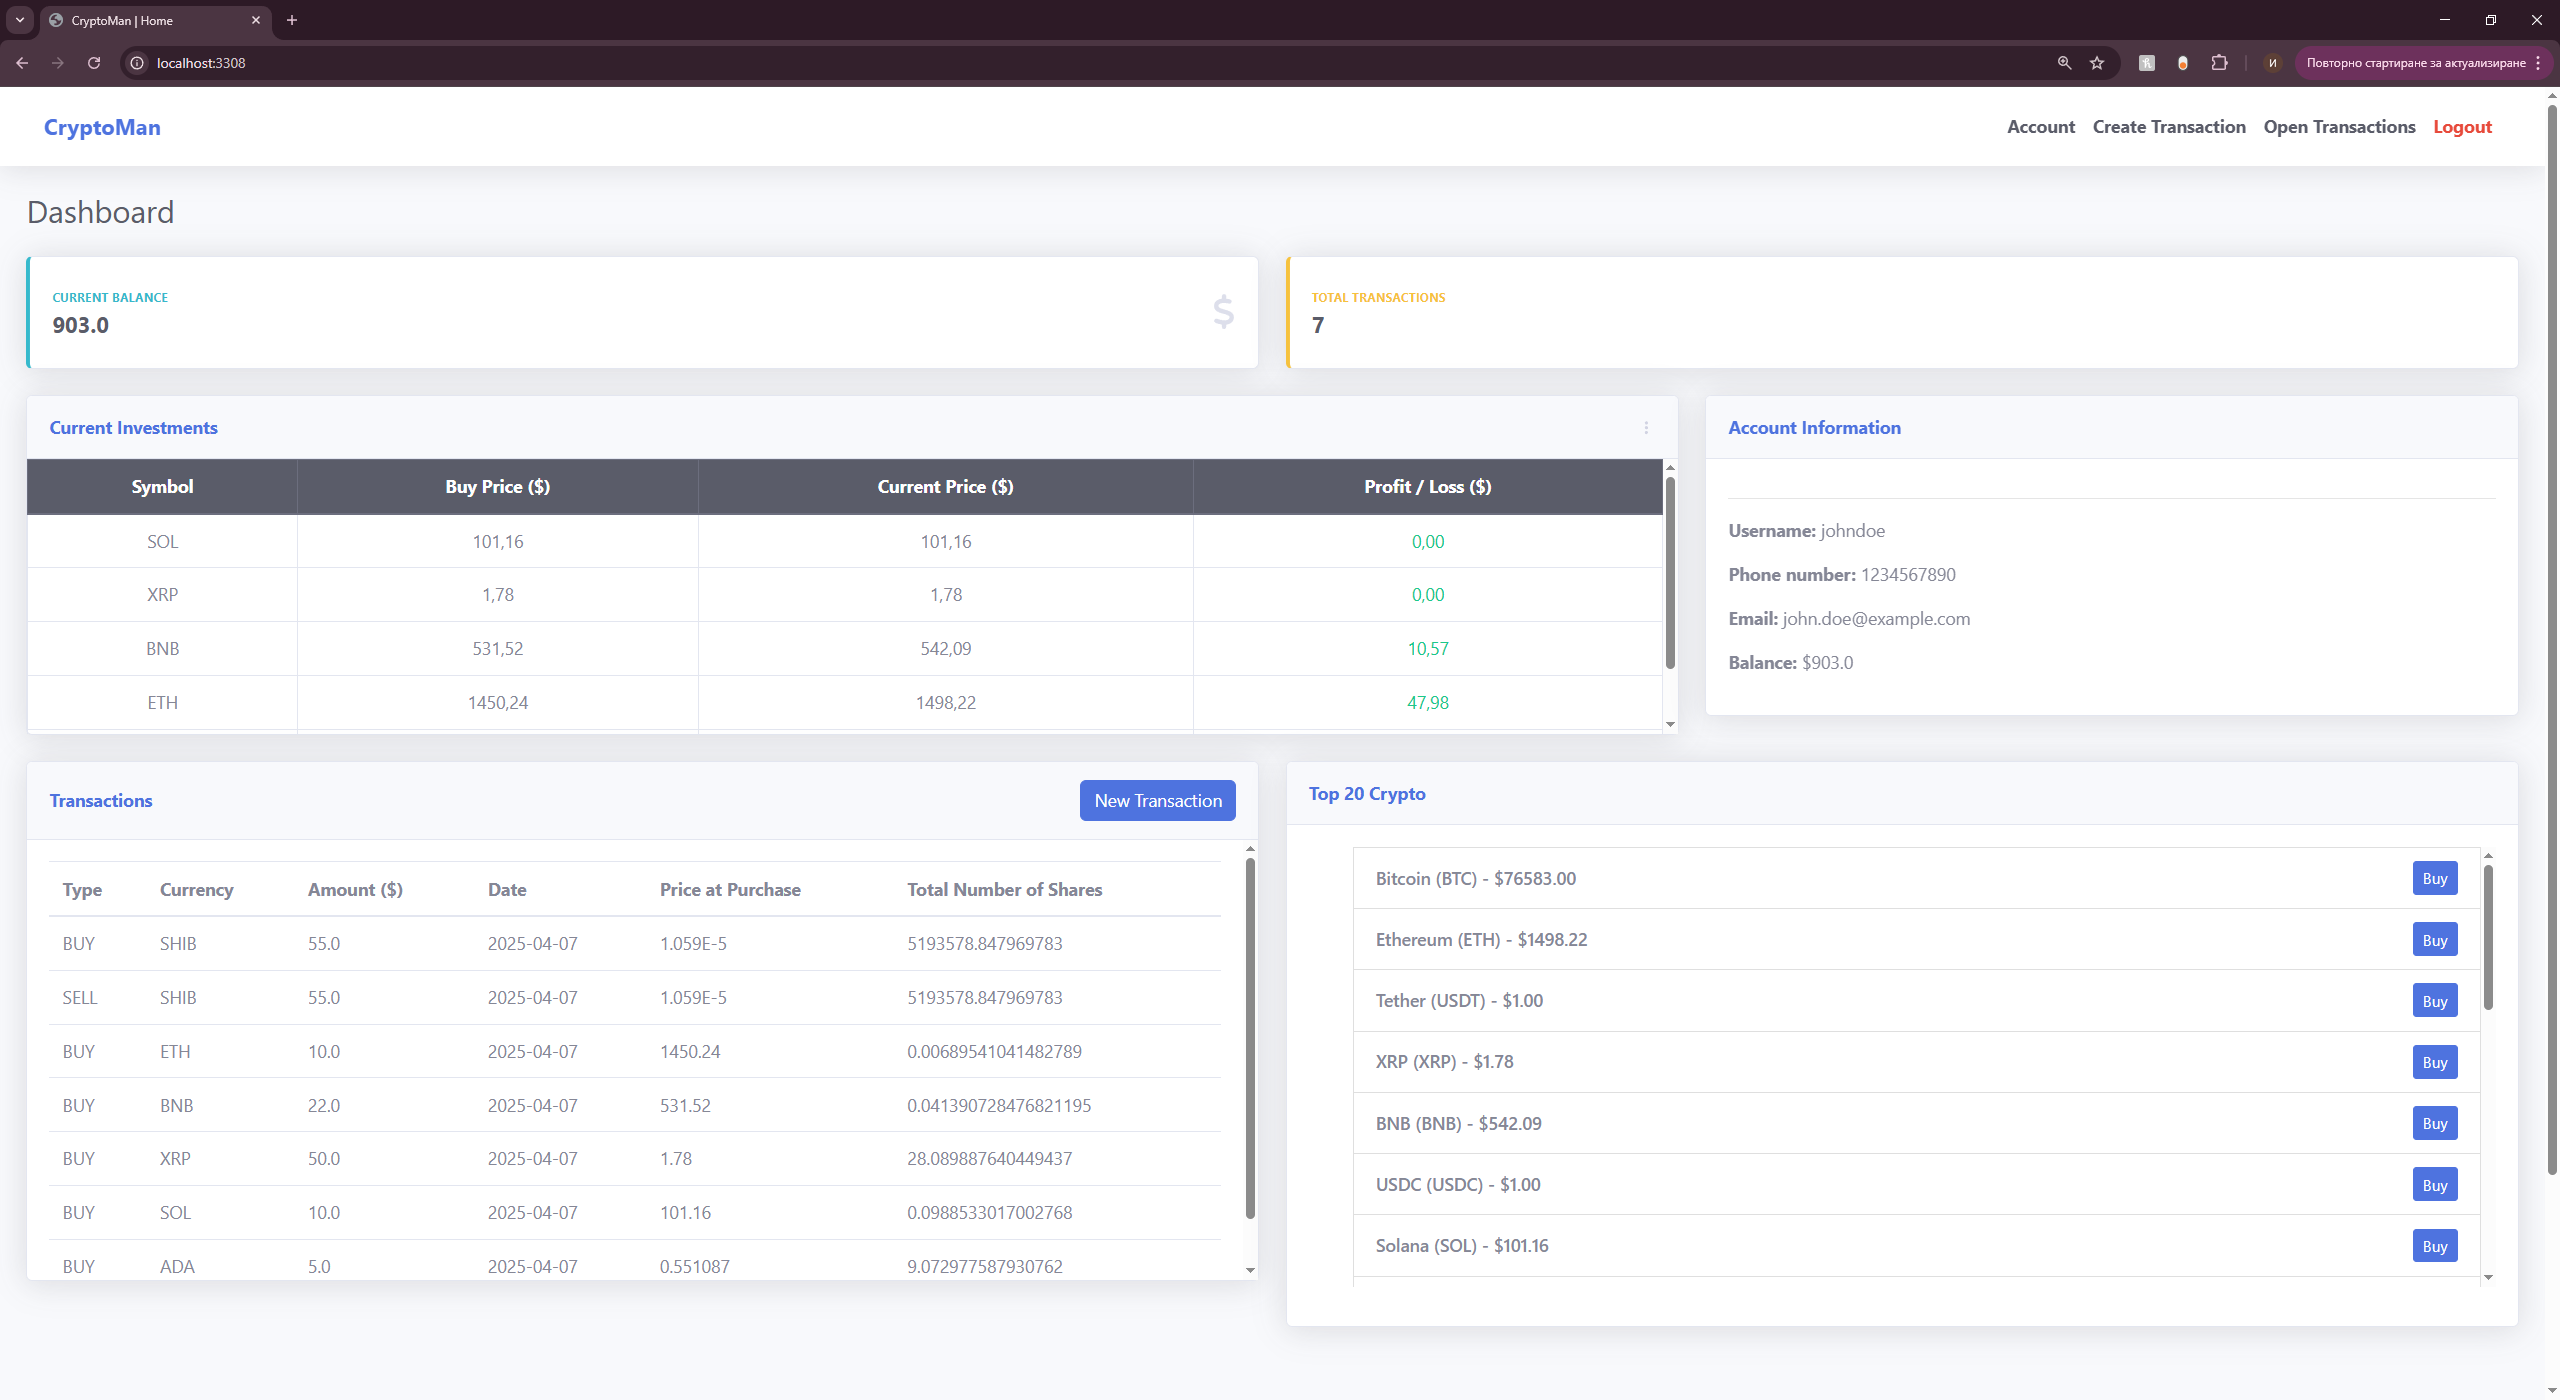 CryptoMan | Home
localhost:3308
И
Повторно стартиране за актуализиране
CryptoMan
Account Create Transaction Open Transactions Logout
Dashboard
CURRENT BALANCE
903.0
$
TOTAL TRANSACTIONS
7
Current Investments
Symbol Buy Price ($) Current Price ($) Profit / Loss ($)
SOL 101,16 101,16 0,00
XRP 1,78 1,78 0,00
BNB 531,52 542,09 10,57
ETH 1450,24 1498,22 47,98
Account Information
Username: johndoe
Phone number: 1234567890
Email: john.doe@example.com
Balance: $903.0
Transactions
New Transaction
Type Currency Amount ($) Date Price at Purchase Total Number of Shares
BUY SHIB 55.0 2025-04-07 1.059E-5 5193578.847969783
SELL SHIB 55.0 2025-04-07 1.059E-5 5193578.847969783
BUY ETH 10.0 2025-04-07 1450.24 0.00689541041482789
BUY BNB 22.0 2025-04-07 531.52 0.041390728476821195
BUY XRP 50.0 2025-04-07 1.78 28.089887640449437
BUY SOL 10.0 2025-04-07 101.16 0.0988533017002768
BUY ADA 5.0 2025-04-07 0.551087 9.072977587930762
Top 20 Crypto
Bitcoin (BTC) - $76583.00 Buy
Ethereum (ETH) - $1498.22 Buy
Tether (USDT) - $1.00 Buy
XRP (XRP) - $1.78 Buy
BNB (BNB) - $542.09 Buy
USDC (USDC) - $1.00 Buy
Solana (SOL) - $101.16 Buy